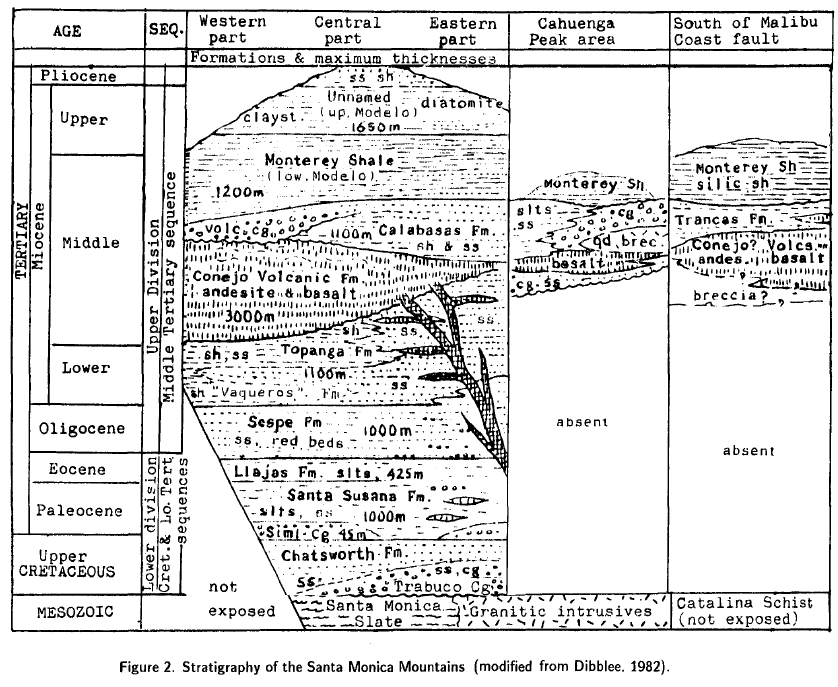 AGE
SEQ.
Western part
Central part
Eastern part
Cahuenga Peak area
South of Malibu Coast fault
Formations & maximum thicknesses
TERTIARY
Miocene
Pliocene
Upper
Middle
Lower
Oligocene
Eocene
Paleocene
Upper
CRETACEOUS
MESOZOIC
Upper Division
Middle Tertiary sequence
Lower division
Cret. & Lo. Tert.
sequences
ss sh
Unnamed
(up. Modelo)
1650m
clayst.
diatomite
Monterey Shale
(low. Modelo)
1200m
volc. cg.
1100m
Calabasas Fm.
sh & ss
Conejo Volcanic Fm.
andesite & basalt
3000m
sh
ss
ss
sh, ss
Topanga Fm
1100m
ss
sh "Vaqueros" Fm
Sespe Fm
1000m
ss, red beds
Llajas Fm. slts, 425m
Santa Susana Fm.
slts, ss
1000m
Simi Cg 45m
Chatsworth Fm
ss, cg
ss
Trabuco Cg
not
exposed
Santa Monica
Slate
Granitic intrusives
Monterey Sh
slts
ss
cg
brec
basalt
cg-ss
absent
Monterey Sh
silic sh
Trancas Fm.
Conejo? Volcs.
andes. basalt
?
breccia? ?
absent
Catalina Schist
(not exposed)
Figure 2. Stratigraphy of the Santa Monica Mountains (modified from Dibblee, 1982).